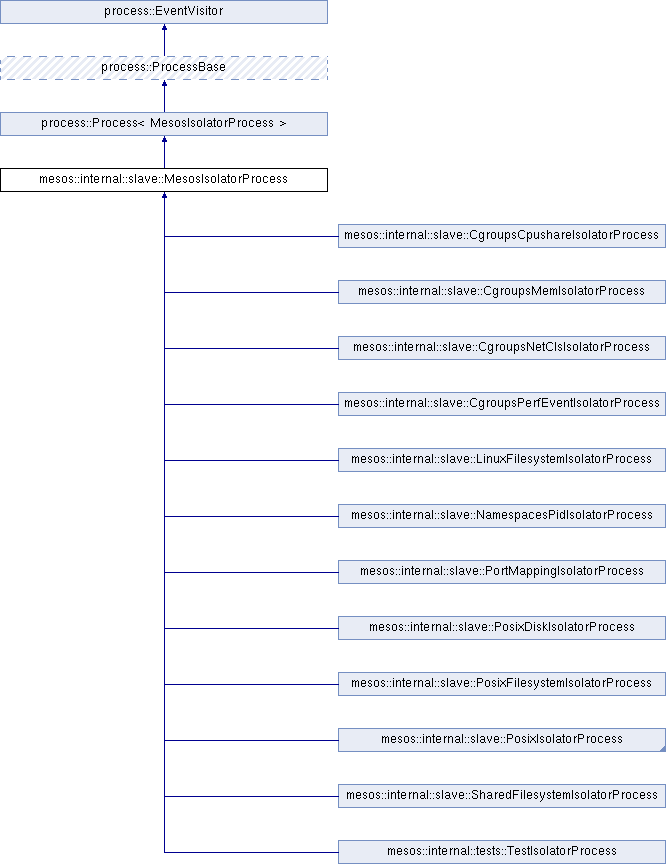 process::EventVisitor
process::ProcessBase
process::Process< MesosIsolatorProcess >
mesos::internal::slave::MesosIsolatorProcess
mesos::internal::slave::CgroupsCpushareIsolatorProcess
mesos::internal::slave::CgroupsMemIsolatorProcess
mesos::internal::slave::CgroupsNetClsIsolatorProcess
mesos::internal::slave::CgroupsPerfEventIsolatorProcess
mesos::internal::slave::LinuxFilesystemIsolatorProcess
mesos::internal::slave::NamespacesPidIsolatorProcess
mesos::internal::slave::PortMappingIsolatorProcess
mesos::internal::slave::PosixDiskIsolatorProcess
mesos::internal::slave::PosixFilesystemIsolatorProcess
mesos::internal::slave::PosixIsolatorProcess
mesos::internal::slave::SharedFilesystemIsolatorProcess
mesos::internal::tests::TestIsolatorProcess